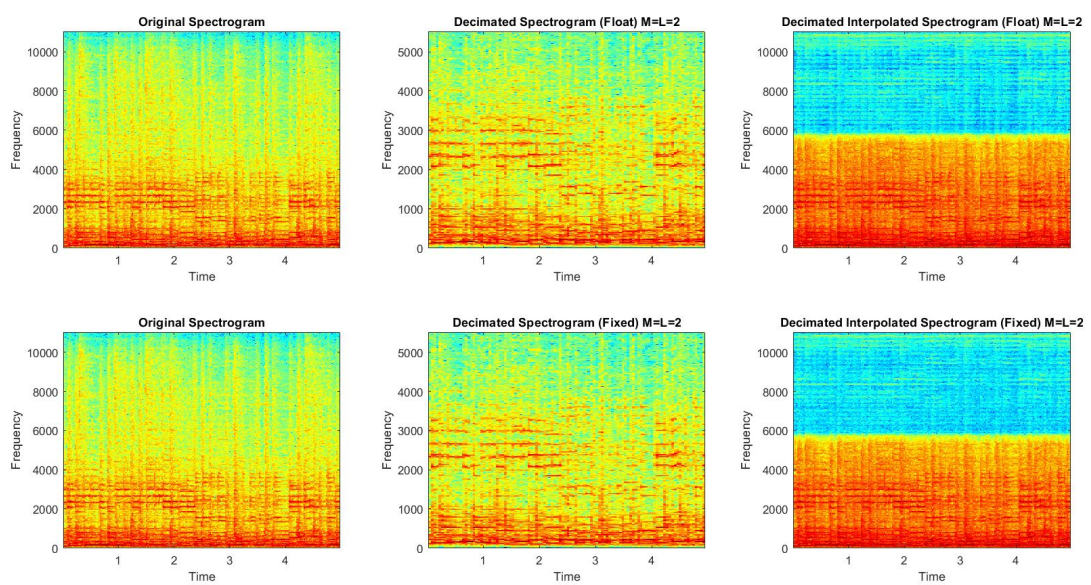 Original Spectrogram
Decimated Spectrogram (Float) M=L=2
Decimated Interpolated Spectrogram (Float) M=L=2
Frequency
10000
8000
6000
4000
2000
0
1 2 3 4
Time
Frequency
5000
4000
3000
2000
1000
0
1 2 3 4
Time
Frequency
10000
8000
6000
4000
2000
0
1 2 3 4
Time
Original Spectrogram
Decimated Spectrogram (Fixed) M=L=2
Decimated Interpolated Spectrogram (Fixed) M=L=2
Frequency
10000
8000
6000
4000
2000
0
1 2 3 4
Time
Frequency
5000
4000
3000
2000
1000
0
1 2 3 4
Time
Frequency
10000
8000
6000
4000
2000
0
1 2 3 4
Time